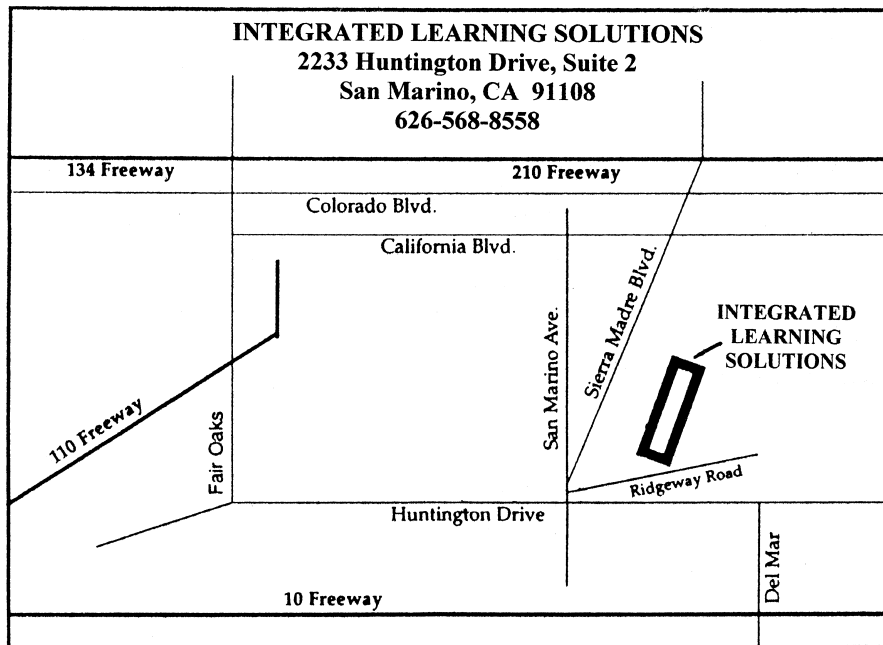 INTEGRATED LEARNING SOLUTIONS
2233 Huntington Drive, Suite 2
San Marino, CA 91108
626-568-8558
134 Freeway
210 Freeway
Colorado Blvd.
California Blvd.
Sierra Madre Blvd.
San Marino Ave.
INTEGRATED
LEARNING
SOLUTIONS
110 Freeway
Fair Oaks
Ridgeway Road
Huntington Drive
Del Mar
10 Freeway